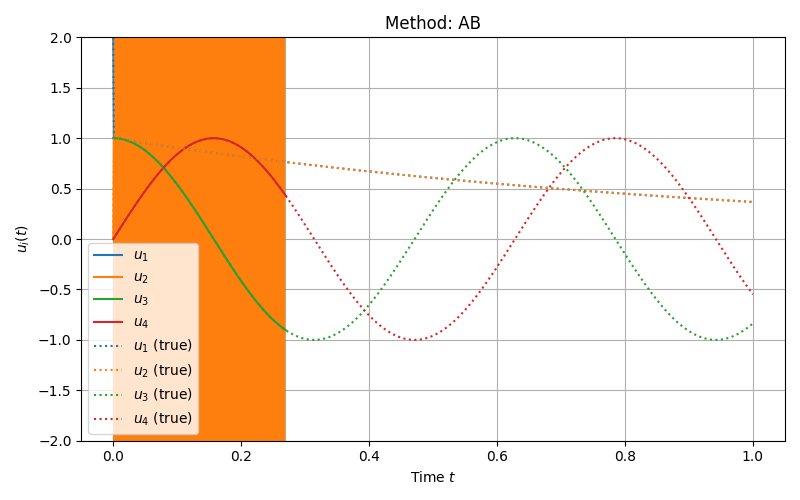 Method: AB
2.0
1.5
1.0
0.5
0.0
−0.5
−1.0
−1.5
−2.0
u_i(t)
u_1
u_2
u_3
u_4
u_1 (true)
u_2 (true)
u_3 (true)
u_4 (true)
0.0 0.2 0.4 0.6 0.8 1.0
Time t